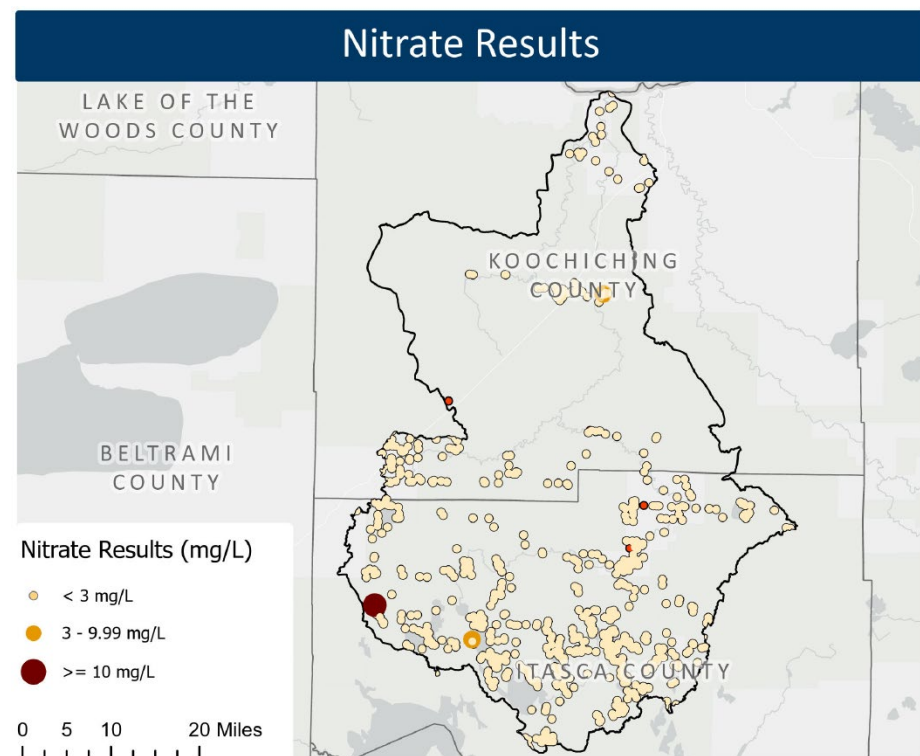 Nitrate Results
LAKE OF THE
WOODS COUNTY
KOOCHICHING
COUNTY
BELTRAMI
COUNTY
ITASCA COUNTY
Nitrate Results (mg/L)
< 3 mg/L
3 - 9.99 mg/L
>= 10 mg/L
0 5 10 20 Miles